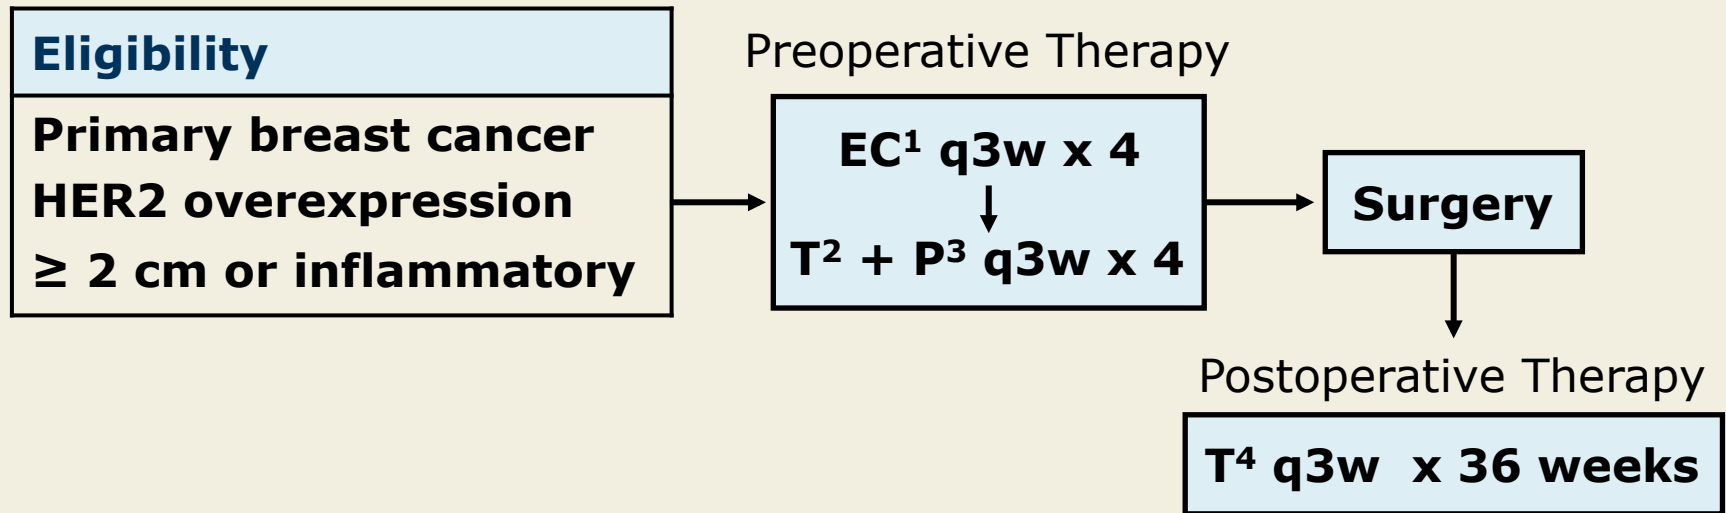 Eligibility
Primary breast cancer
HER2 overexpression
≥ 2 cm or inflammatory
Preoperative Therapy
EC¹ q3w x 4
T² + P³ q3w x 4
Surgery
Postoperative Therapy
T⁴ q3w  x 36 weeks